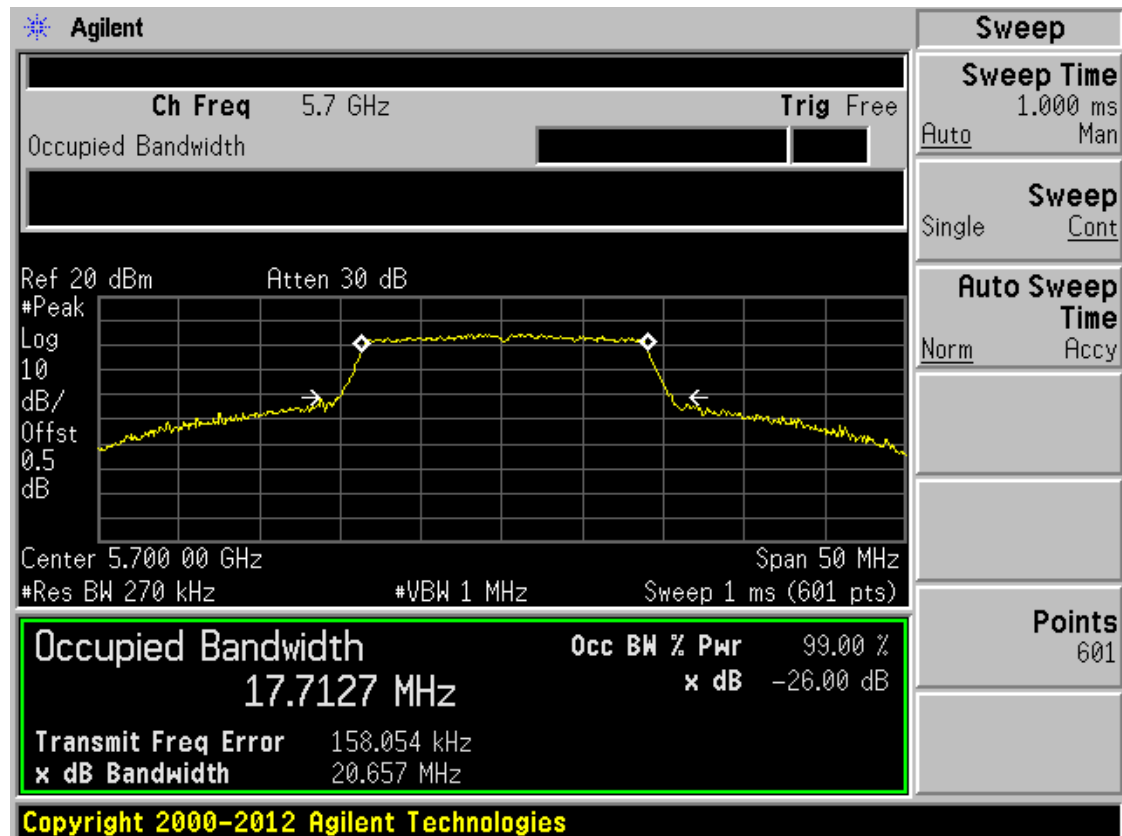 Agilent
Ch Freq 5.7 GHz Trig Free
Occupied Bandwidth
Ref 20 dBm Atten 30 dB
#Peak
Log
10
dB/
Offst
0.5
dB
Center 5.700 00 GHz Span 50 MHz
#Res BW 270 kHz #VBW 1 MHz Sweep 1 ms (601 pts)
Occupied Bandwidth Occ BW % Pwr 99.00 %
17.7127 MHz x dB -26.00 dB
Transmit Freq Error 158.054 kHz
x dB Bandwidth 20.657 MHz
Copyright 2000-2012 Agilent Technologies
Sweep
Sweep Time
1.000 ms
Auto Man
Sweep
Single Cont
Auto Sweep
Time
Norm Accy
Points
601